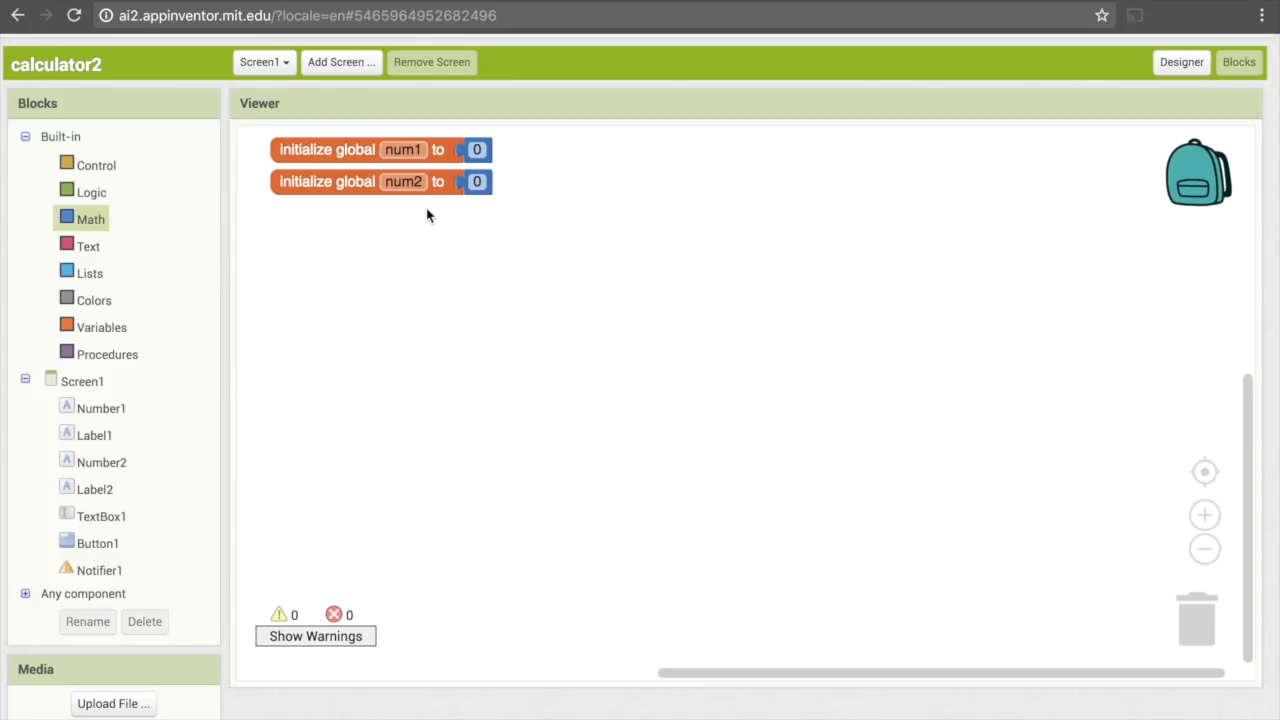 ai2.appinventor.mit.edu/?locale=en#5465964952682496
calculator2
Screen1
Add Screen ...
Remove Screen
Designer
Blocks
Blocks
Viewer
Built-in
Control
Logic
Math
Text
Lists
Colors
Variables
Procedures
Screen1
Number1
Label1
Number2
Label2
TextBox1
Button1
Notifier1
Any component
Rename
Delete
Media
Upload File ...
initialize global num1 to 0
initialize global num2 to 0
0
0
Show Warnings